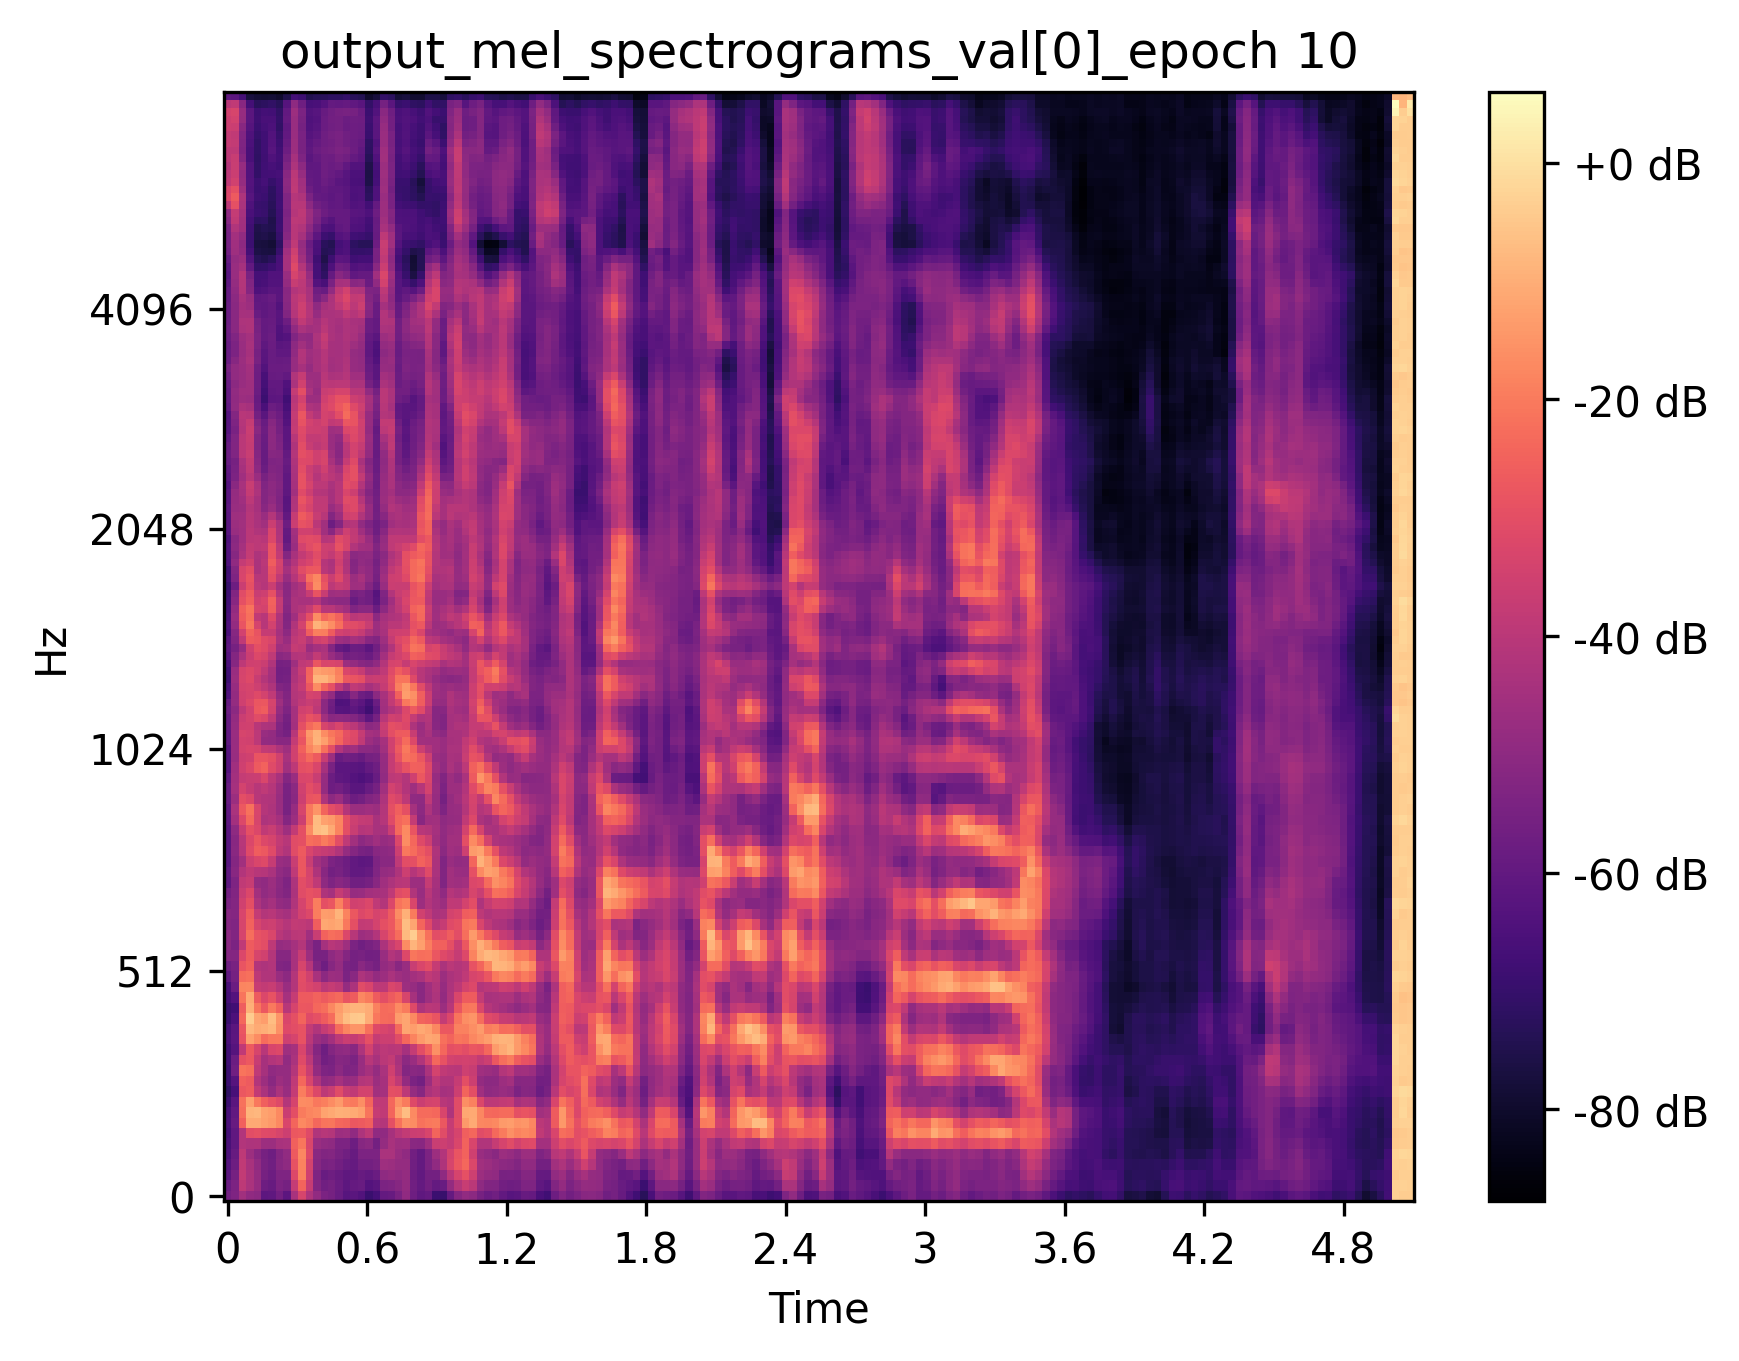 output_mel_spectrograms_val[0]_epoch 10
Hz
4096
2048
1024
512
0
0 0.6 1.2 1.8 2.4 3 3.6 4.2 4.8
Time
+0 dB
-20 dB
-40 dB
-60 dB
-80 dB